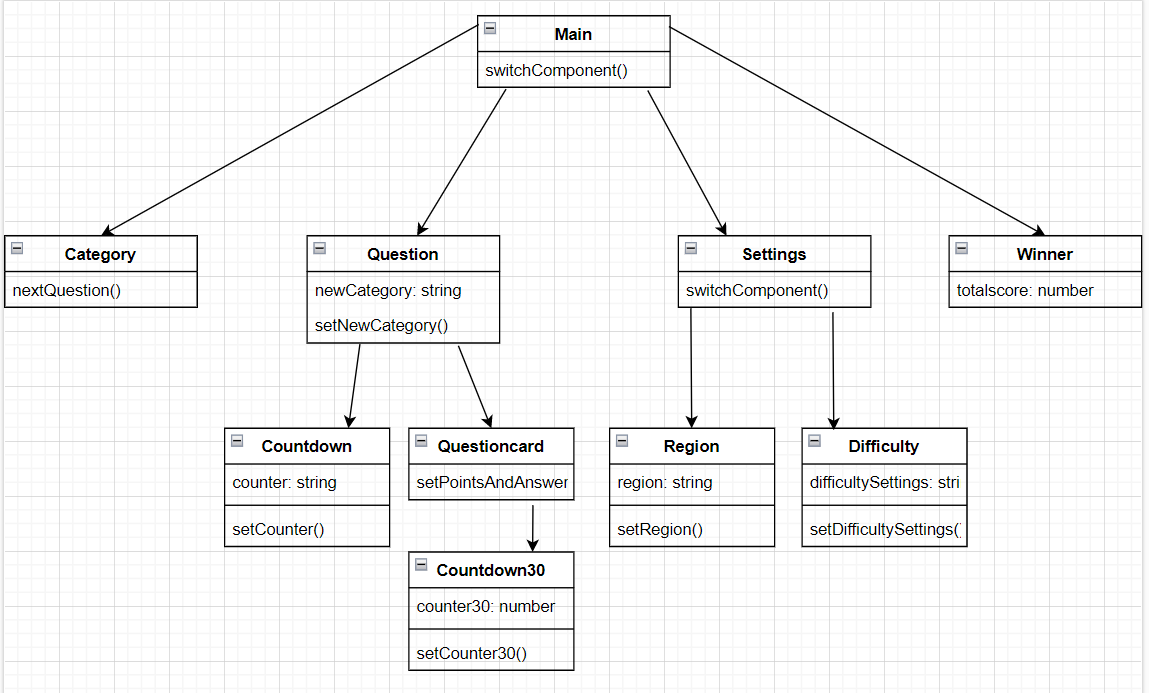 Main
switchComponent()
Category
nextQuestion()
Question
newCategory: string
setNewCategory()
Settings
switchComponent()
Winner
totalscore: number
Countdown
counter: string
setCounter()
Questioncard
setPointsAndAnswer
Region
region: string
setRegion()
Difficulty
difficultySettings: stri
setDifficultySettings(
Countdown30
counter30: number
setCounter30()